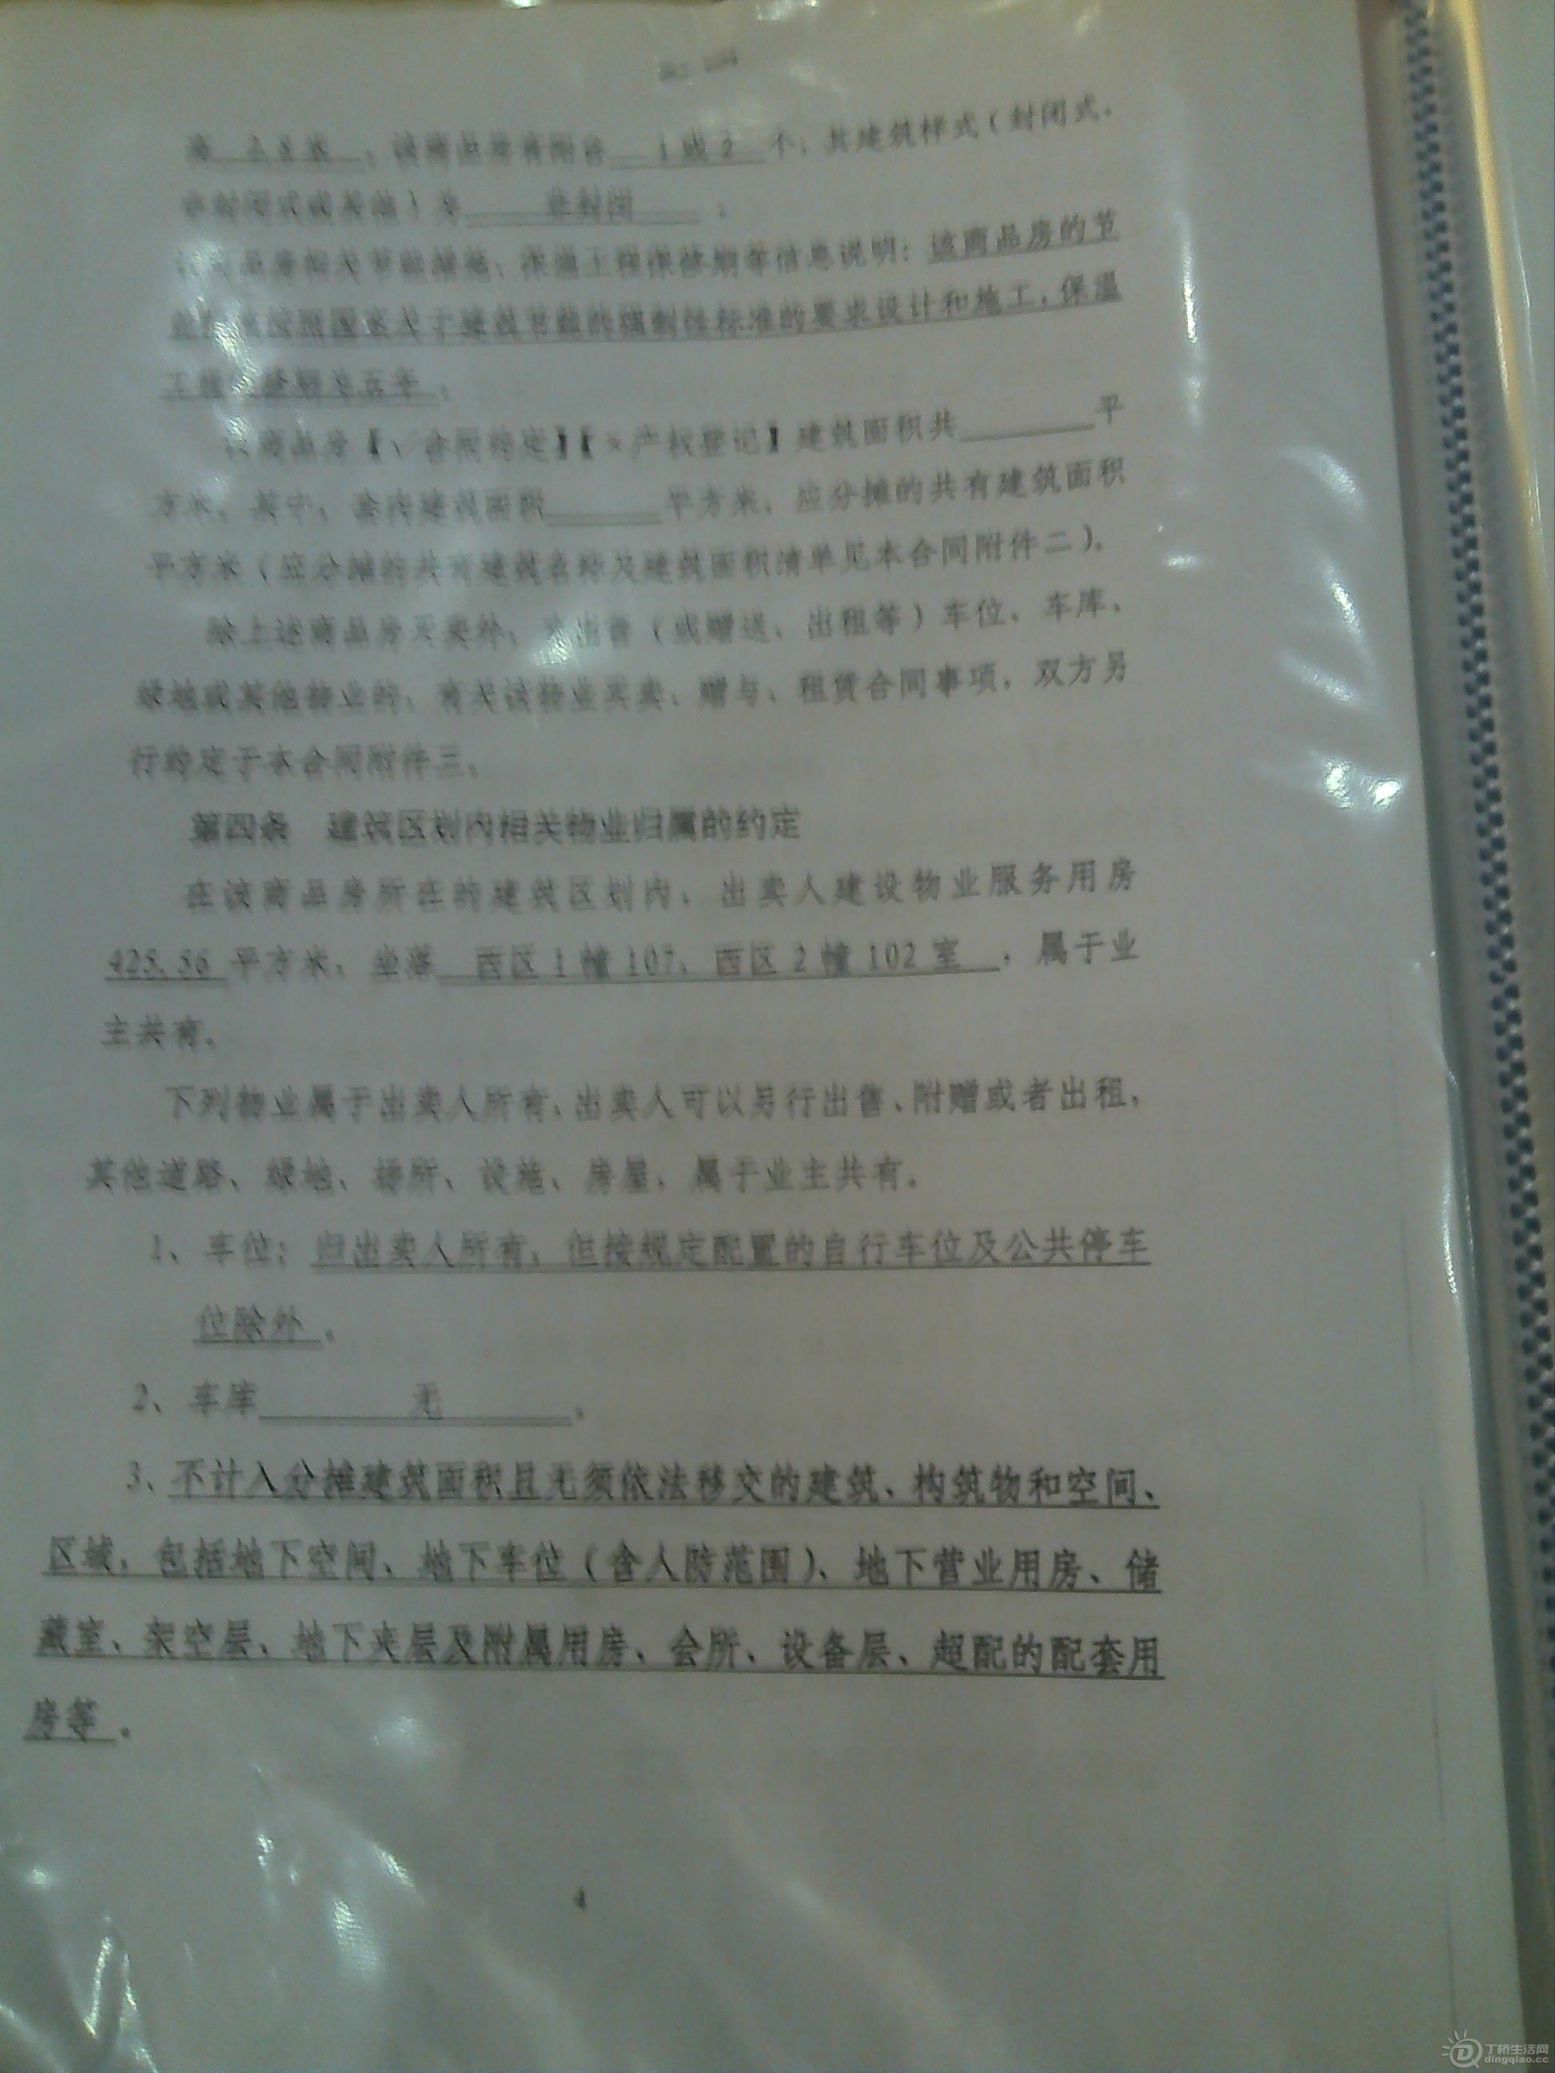 高 2.8米 ，该商品房有阳台 1或2 个，其建筑样式（封闭式、
非封闭式或其他）为 非封闭 ；
商品房相关节能措施、保温工程保修期等信息说明：该商品房的节
按照国家关于建筑节能的强制性标准的要求设计和施工，保温
工程 修期为五年 ；
商品房【√合同约定】【×产权登记】建筑面积共 平
方米，其中，套内建筑面积 平方米，应分摊的共有建筑面积
平方米（应分摊的共有建筑名称及建筑面积清单见本合同附件二）。
除上述商品房买卖外， 出售（或赠送、出租等）车位、车库、
绿地或其他物业的，有关该物业买卖、赠与、租赁合同事项，双方另
行约定于本合同附件三。
第四条 建筑区划内相关物业归属的约定
在该商品房所在的建筑区划内，出卖人建设物业服务用房
425.56 平方米，坐落 西区1幢107，西区2幢102室 ，属于业
主共有。
下列物业属于出卖人所有，出卖人可以另行出售、附赠或者出租，
其他道路、绿地、场所、设施、房屋，属于业主共有。
1、车位：归出卖人所有，但按规定配置的自行车位及公共停车
位除外 。
2、车库 无 。
3、不计入分摊建筑面积且无须依法移交的建筑、构筑物和空间、
区域，包括地下空间、地下车位（含人防范围）、地下营业用房、储
藏室、架空层、地下夹层及附属用房、会所、设备层、超配的配套用
房等 。
4
丁桥生活网
dingqiao.cc